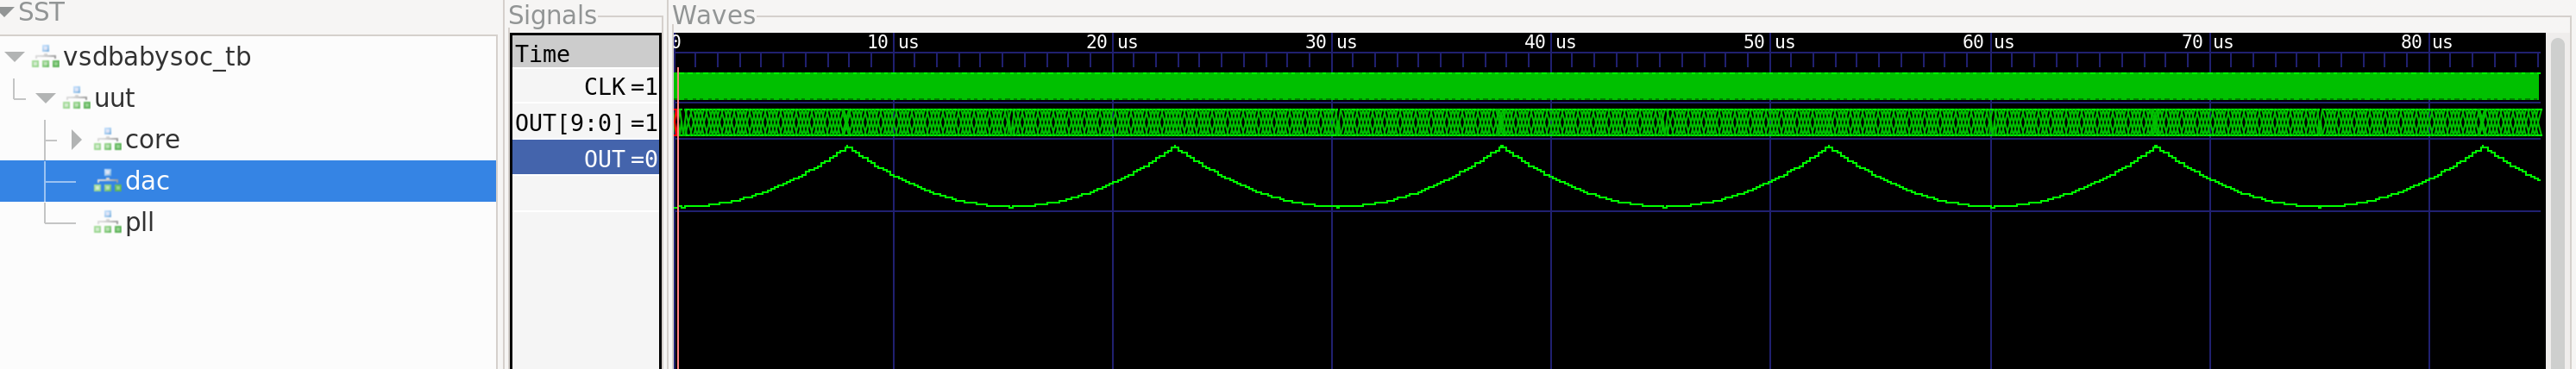 SST
vsdbabysoc_tb
uut
core
dac
pll
Signals
Time
CLK =1
OUT[9:0] =1
OUT =0
Waves
0 10 us 20 us 30 us 40 us 50 us 60 us 70 us 80 us